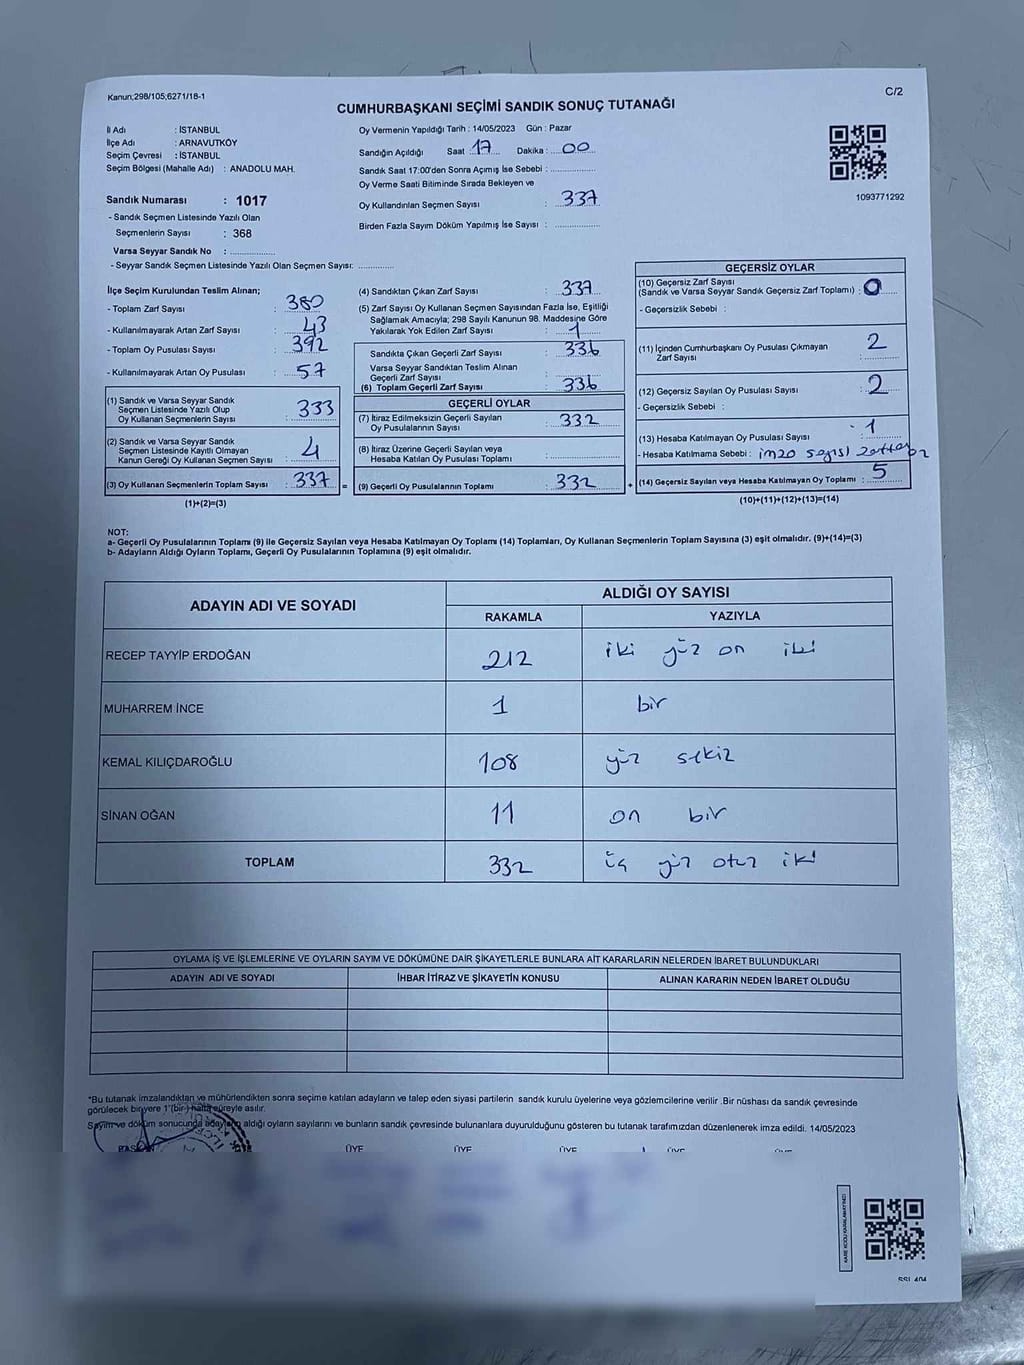 Kanun;298/105;6271/18-1
C/2
CUMHURBAŞKANI SEÇİMİ SANDIK SONUÇ TUTANAĞI
İl Adı : İSTANBUL
İlçe Adı : ARNAVUTKÖY
Seçim Çevresi : İSTANBUL
Seçim Bölgesi (Mahalle Adı) : ANADOLU MAH.
Sandık Numarası : 1017
- Sandık Seçmen Listesinde Yazılı Olan
Seçmenlerin Sayısı : 368
Varsa Seyyar Sandık No : ................
- Seyyar Sandık Seçmen Listesinde Yazılı Olan Seçmen Sayısı: .............
Oy Vermenin Yapıldığı Tarih : 14/05/2023 Gün : Pazar
Sandığın Açıldığı Saat : 17 Dakika : 00
Sandık Saat 17:00'den Sonra Açımış İse Sebebi : ................
Oy Verme Saati Bitiminde Sırada Bekleyen ve
Oy Kullandırılan Seçmen Sayısı : 337
Birden Fazla Sayım Döküm Yapılmış İse Sayısı : ................
1093771292
İlçe Seçim Kurulundan Teslim Alınan;
- Toplam Zarf Sayısı : 380
- Kullanılmayarak Artan Zarf Sayısı : 43
- Toplam Oy Pusulası Sayısı : 392
- Kullanılmayarak Artan Oy Pusulası : 57
(1) Sandık ve Varsa Seyyar Sandık
Seçmen Listesinde Yazılı Olup
Oy Kullanan Seçmenlerin Sayısı : 333
(2) Sandık ve Varsa Seyyar Sandık
Seçmen Listesinde Kayıtlı Olmayan
Kanun Gereği Oy Kullanan Seçmen Sayısı : 4
(3) Oy Kullanan Seçmenlerin Toplam Sayısı : 337
(1)+(2)=(3)
(4) Sandıktan Çıkan Zarf Sayısı : 337
(5) Zarf Sayısı Oy Kullanan Seçmen Sayısından Fazla İse, Eşitliği
Sağlamak Amacıyla; 298 Sayılı Kanunun 98. Maddesine Göre
Yakılarak Yok Edilen Zarf Sayısı : 1
Sandıkta Çıkan Geçerli Zarf Sayısı : 336
Varsa Seyyar Sandıktan Teslim Alınan
Geçerli Zarf Sayısı :
(6) Toplam Geçerli Zarf Sayısı : 336
GEÇERLİ OYLAR
(7) İtiraz Edilmeksizin Geçerli Sayılan
Oy Pusulalarının Sayısı : 332
(8) İtiraz Üzerine Geçerli Sayılan veya
Hesaba Katılan Oy Pusulası Toplamı :
= (9) Geçerli Oy Pusulalarının Toplamı : 332 +
GEÇERSİZ OYLAR
(10) Geçersiz Zarf Sayısı
(Sandık ve Varsa Seyyar Sandık Geçersiz Zarf Toplamı) : 0
- Geçersizlik Sebebi :
(11) İçinden Cumhurbaşkanı Oy Pusulası Çıkmayan
Zarf Sayısı : 2
(12) Geçersiz Sayılan Oy Pusulası Sayısı : 2
- Geçersizlik Sebebi :
(13) Hesaba Katılmayan Oy Pusulası Sayısı : 1
- Hesaba Katılmama Sebebi : imza sayısı
(14) Geçersiz Sayılan veya Hesaba Katılmayan Oy Toplamı : 5
(10)+(11)+(12)+(13)=(14)
NOT:
a- Geçerli Oy Pusulalarının Toplamı (9) ile Geçersiz Sayılan veya Hesaba Katılmayan Oy Toplamı (14) Toplamları, Oy Kullanan Seçmenlerin Toplam Sayısına (3) eşit olmalıdır. (9)+(14)=(3)
b- Adayların Aldığı Oyların Toplamı, Geçerli Oy Pusulalarının Toplamına (9) eşit olmalıdır.
ADAYIN ADI VE SOYADI ALDIĞI OY SAYISI
RAKAMLA YAZIYLA
RECEP TAYYİP ERDOĞAN 212 iki yüz on iki
MUHARREM İNCE 1 bir
KEMAL KILIÇDAROĞLU 108 yüz sekiz
SİNAN OĞAN 11 on bir
TOPLAM 332 üç yüz otuz iki
OYLAMA İŞ VE İŞLEMLERİNE VE OYLARIN SAYIM VE DÖKÜMÜNE DAİR ŞİKAYETLERLE BUNLARA AİT KARARLARIN NELERDEN İBARET BULUNDUKLARI
ADAYIN ADI VE SOYADI İHBAR İTİRAZ VE ŞİKAYETİN KONUSU ALINAN KARARIN NEDEN İBARET OLDUĞU
*Bu tutanak imzalandıktan ve mühürlendikten sonra seçime katılan adayların ve talep eden siyasi partilerin sandık kurulu üyelerine veya gözlemcilerine verilir .Bir nüshası da sandık çevresinde
görülecek bir yere 1 (bir) hafta süreyle asılır.
Sayım ve döküm sonucunda adayların aldığı oyların sayılarını ve bunların sandık çevresinde bulunanlara duyurulduğunu gösteren bu tutanak tarafımızdan düzenlenerek imza edildi. 14/05/2023
ÜYE ÜYE ÜYE ÜYE
KARE KODU KARALAMAYINIZ!